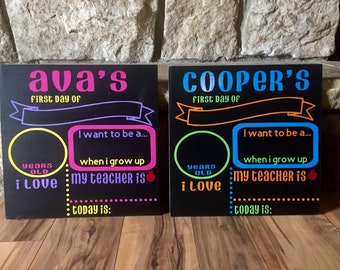 AVA'S
FIRST DAY OF
I want to be a...
when i grow up
YEARS
OLD
i LOVE
MY TEACHER IS
TODAY IS:
COOPER'S
FIRST DAY OF
I want to be a...
when i grow up
YEARS
OLD
i LOVE
MY TEACHER IS
TODAY IS: